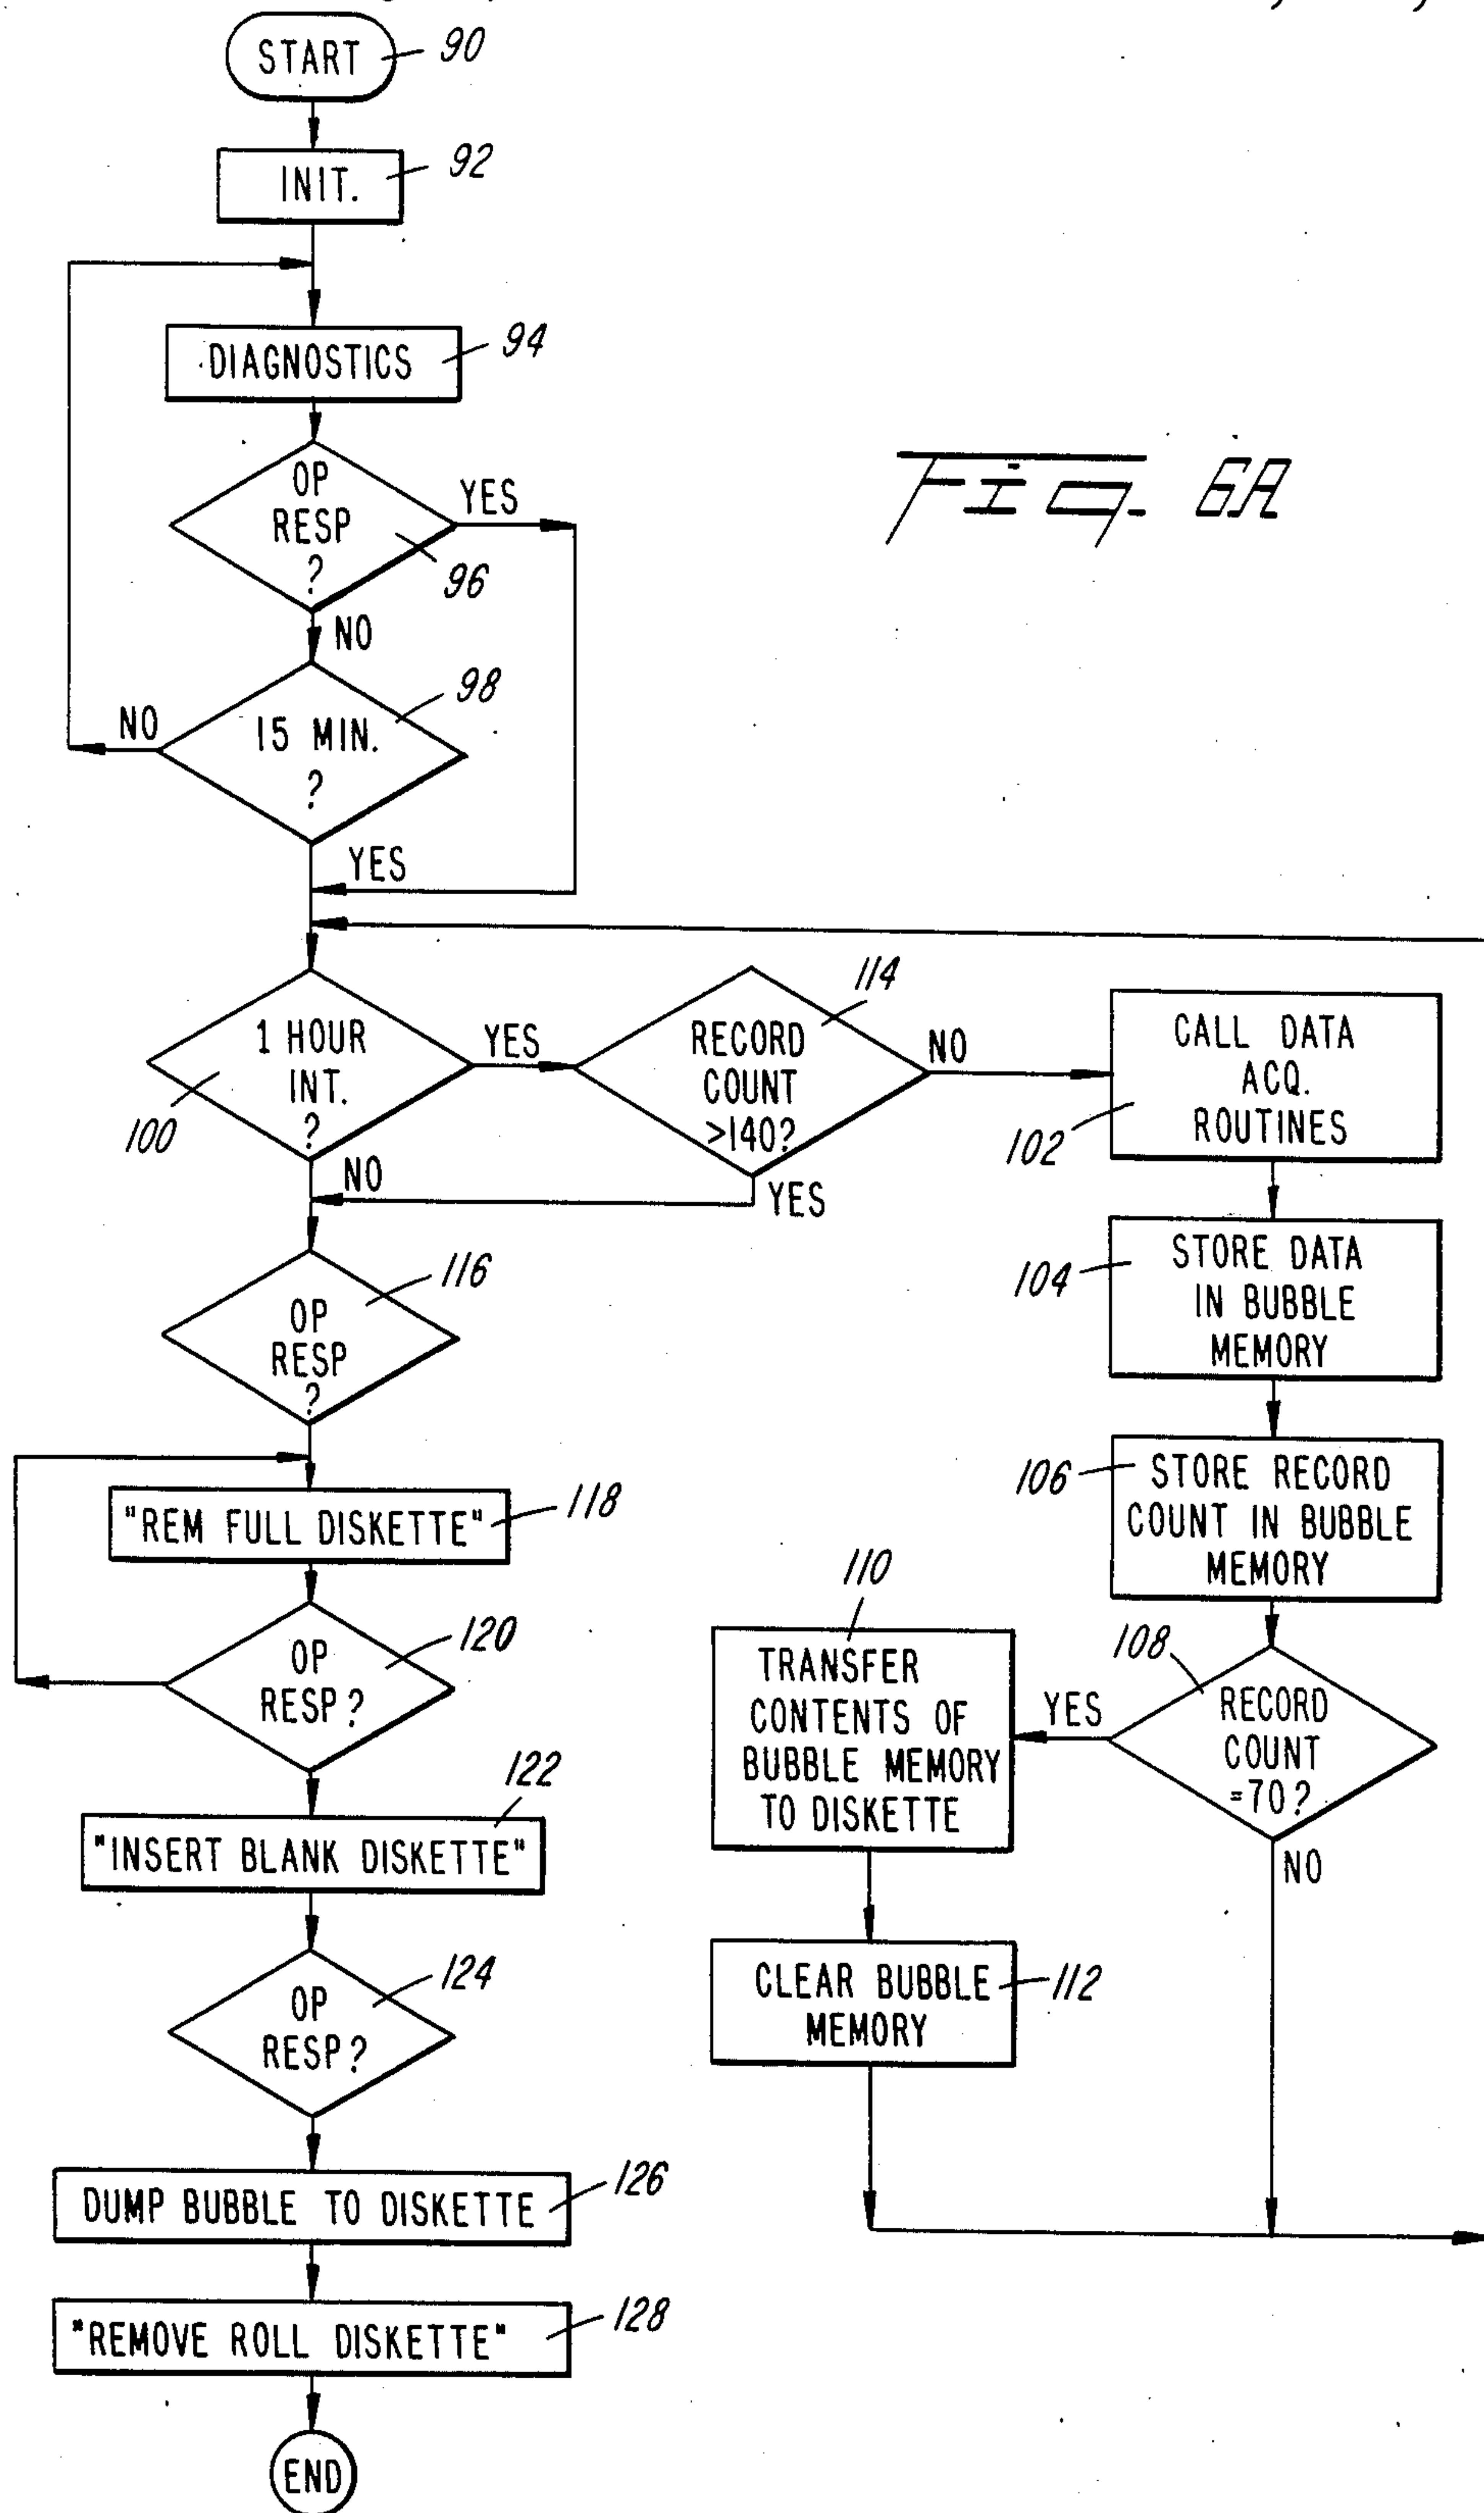 START
90
INIT.
92
DIAGNOSTICS
94
OP
RESP
?
YES
96
NO
Fig. 6A
15 MIN.
?
98
NO
YES
1 HOUR
INT.
?
100
YES
NO
RECORD
COUNT
>140?
114
NO
YES
CALL DATA
ACQ.
ROUTINES
102
STORE DATA
IN BUBBLE
MEMORY
104
STORE RECORD
COUNT IN BUBBLE
MEMORY
106
RECORD
COUNT
=70?
108
YES
NO
TRANSFER
CONTENTS OF
BUBBLE MEMORY
TO DISKETTE
110
CLEAR BUBBLE
MEMORY
112
OP
RESP
?
116
"REM FULL DISKETTE"
118
OP
RESP?
120
"INSERT BLANK DISKETTE"
122
OP
RESP?
124
DUMP BUBBLE TO DISKETTE
126
"REMOVE ROLL DISKETTE"
128
END